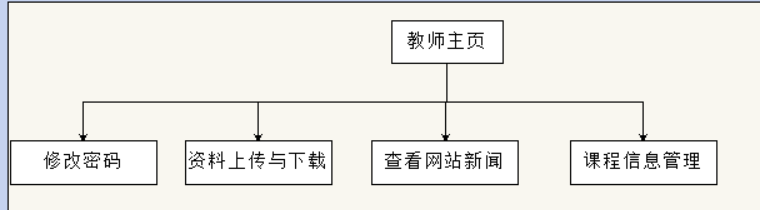 教师主页
修改密码
资料上传与下载
查看网站新闻
课程信息管理